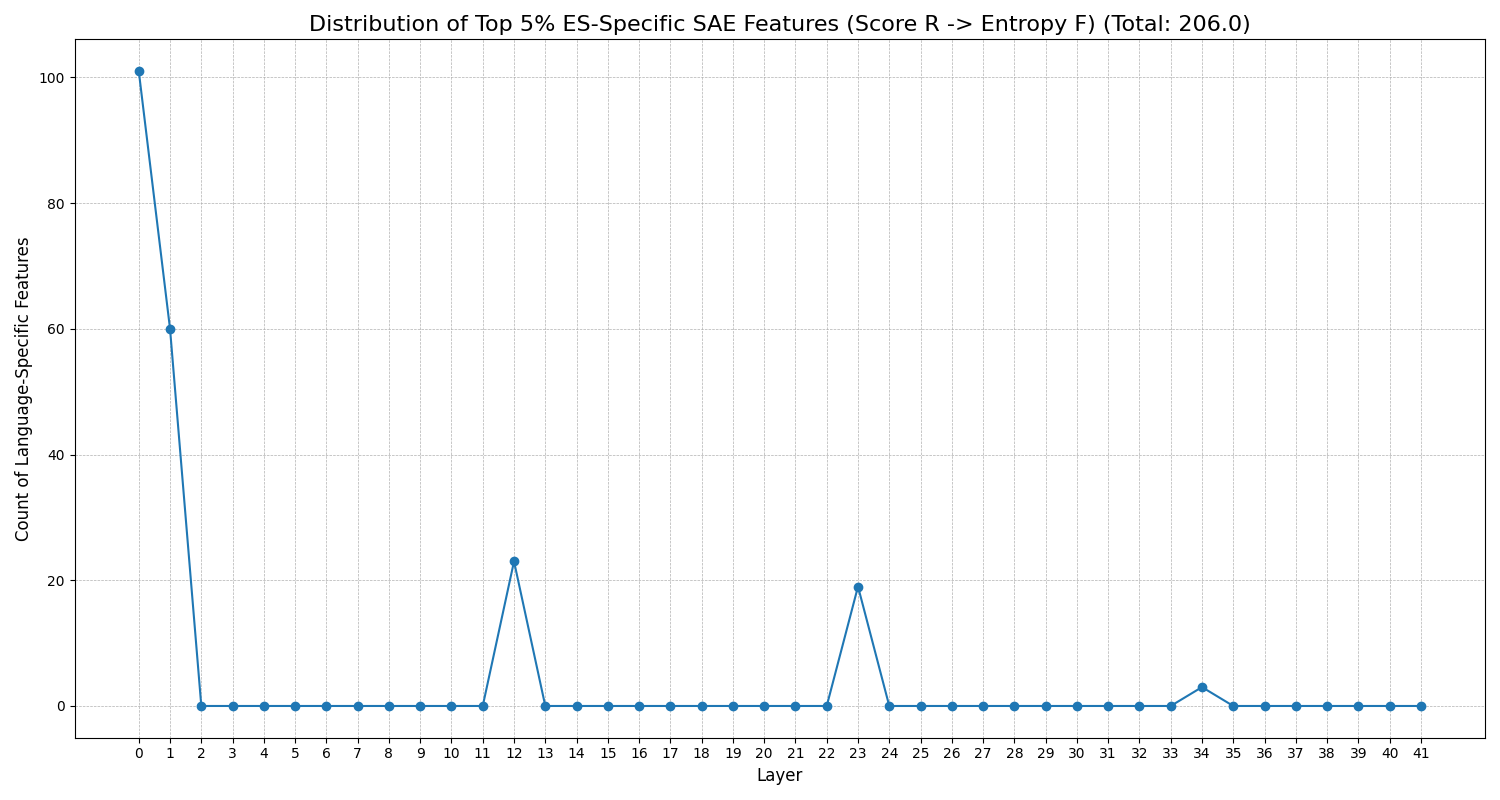 Distribution of Top 5% ES-Specific SAE Features (Score R -> Entropy F) (Total: 206.0)
Count of Language-Specific Features
100
80
60
40
20
0
0 1 2 3 4 5 6 7 8 9 10 11 12 13 14 15 16 17 18 19 20 21 22 23 24 25 26 27 28 29 30 31 32 33 34 35 36 37 38 39 40 41
Layer